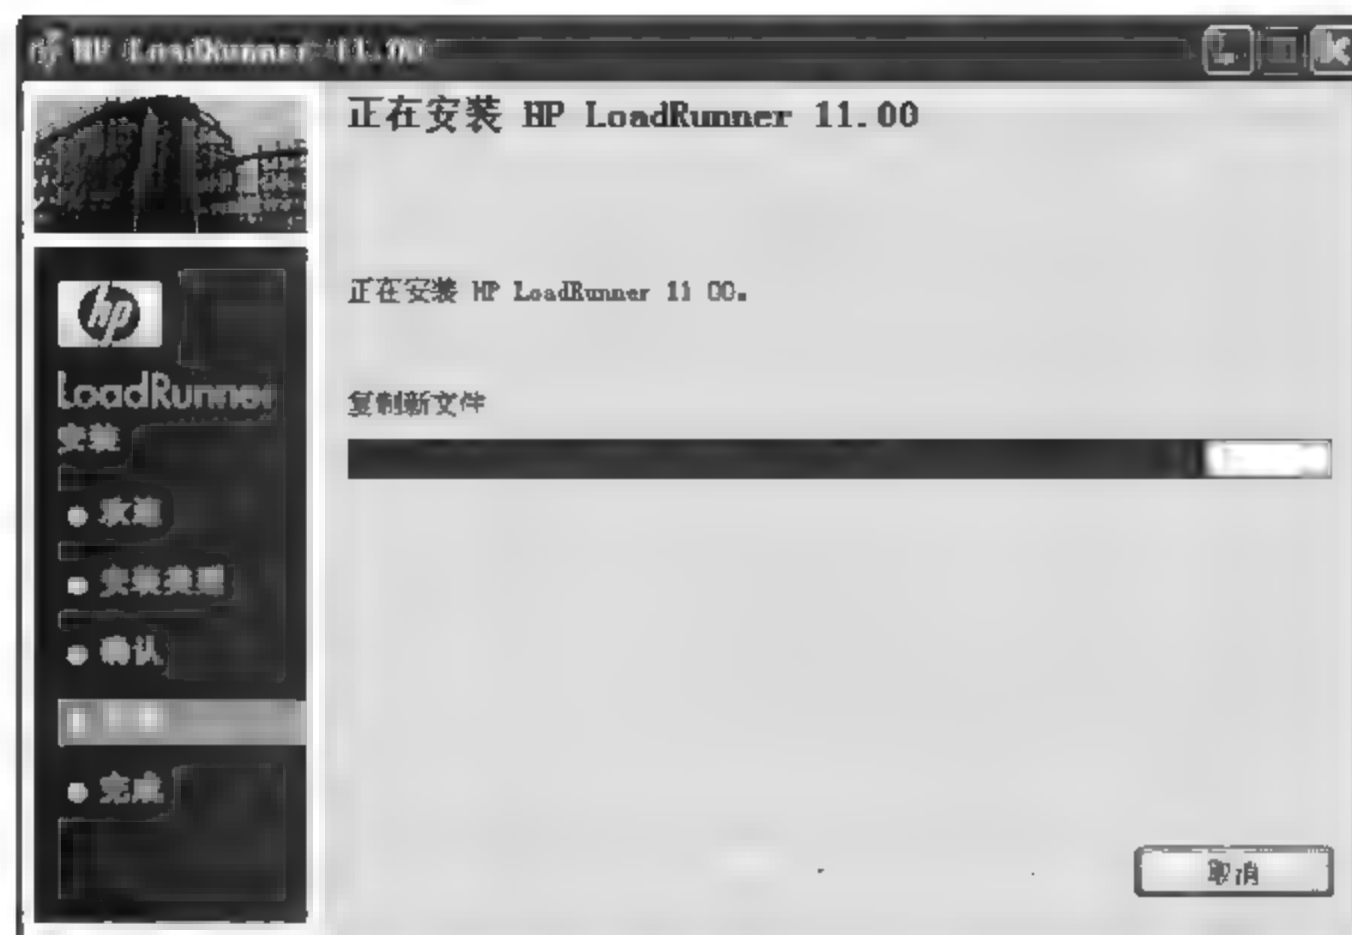 HP LoadRunner 11.00
正在安装 HP LoadRunner 11.00
正在安装 HP LoadRunner 11 00。
复制新文件
hp
LoadRunner
安装
欢迎
安装类型
确认
完成
取消